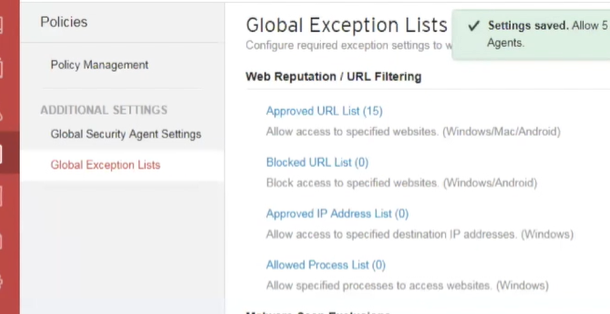 Policies
Policy Management
ADDITIONAL SETTINGS
Global Security Agent Settings
Global Exception Lists
Global Exception Lists
Configure required exception settings to w
Settings saved. Allow 5
Agents.
Web Reputation / URL Filtering
Approved URL List (15)
Allow access to specified websites. (Windows/Mac/Android)
Blocked URL List (0)
Block access to specified websites. (Windows/Android)
Approved IP Address List (0)
Allow access to specified destination IP addresses. (Windows)
Allowed Process List (0)
Allow specified processes to access websites. (Windows)